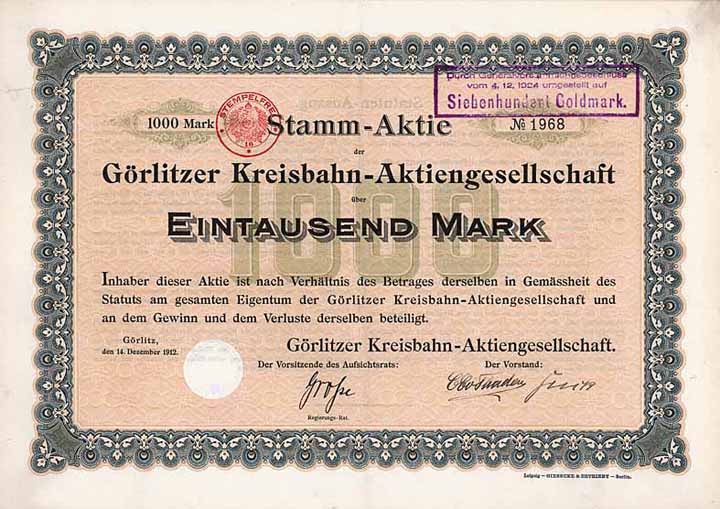 Durch Generalversammlungsbeschluss
vom 4. 12. 1924 umgestellt auf
Siebenhundert Goldmark.
1000 Mark
STEMPELFREI
Stamm-Aktie
№ 1968
der
Görlitzer Kreisbahn-Aktiengesellschaft
über
1000
EINTAUSEND MARK
Inhaber dieser Aktie ist nach Verhältnis des Betrages derselben in Gemässheit des
Statuts am gesamten Eigentum der Görlitzer Kreisbahn-Aktiengesellschaft und
an dem Gewinn und dem Verluste derselben beteiligt.
Görlitz,
den 14. Dezember 1912.
Görlitzer Kreisbahn-Aktiengesellschaft.
Der Vorsitzende des Aufsichtsrats:
Der Vorstand:
Grosse
Regierungs-Rat.
Leipzig — GIESECKE & DEVRIENT — Berlin.